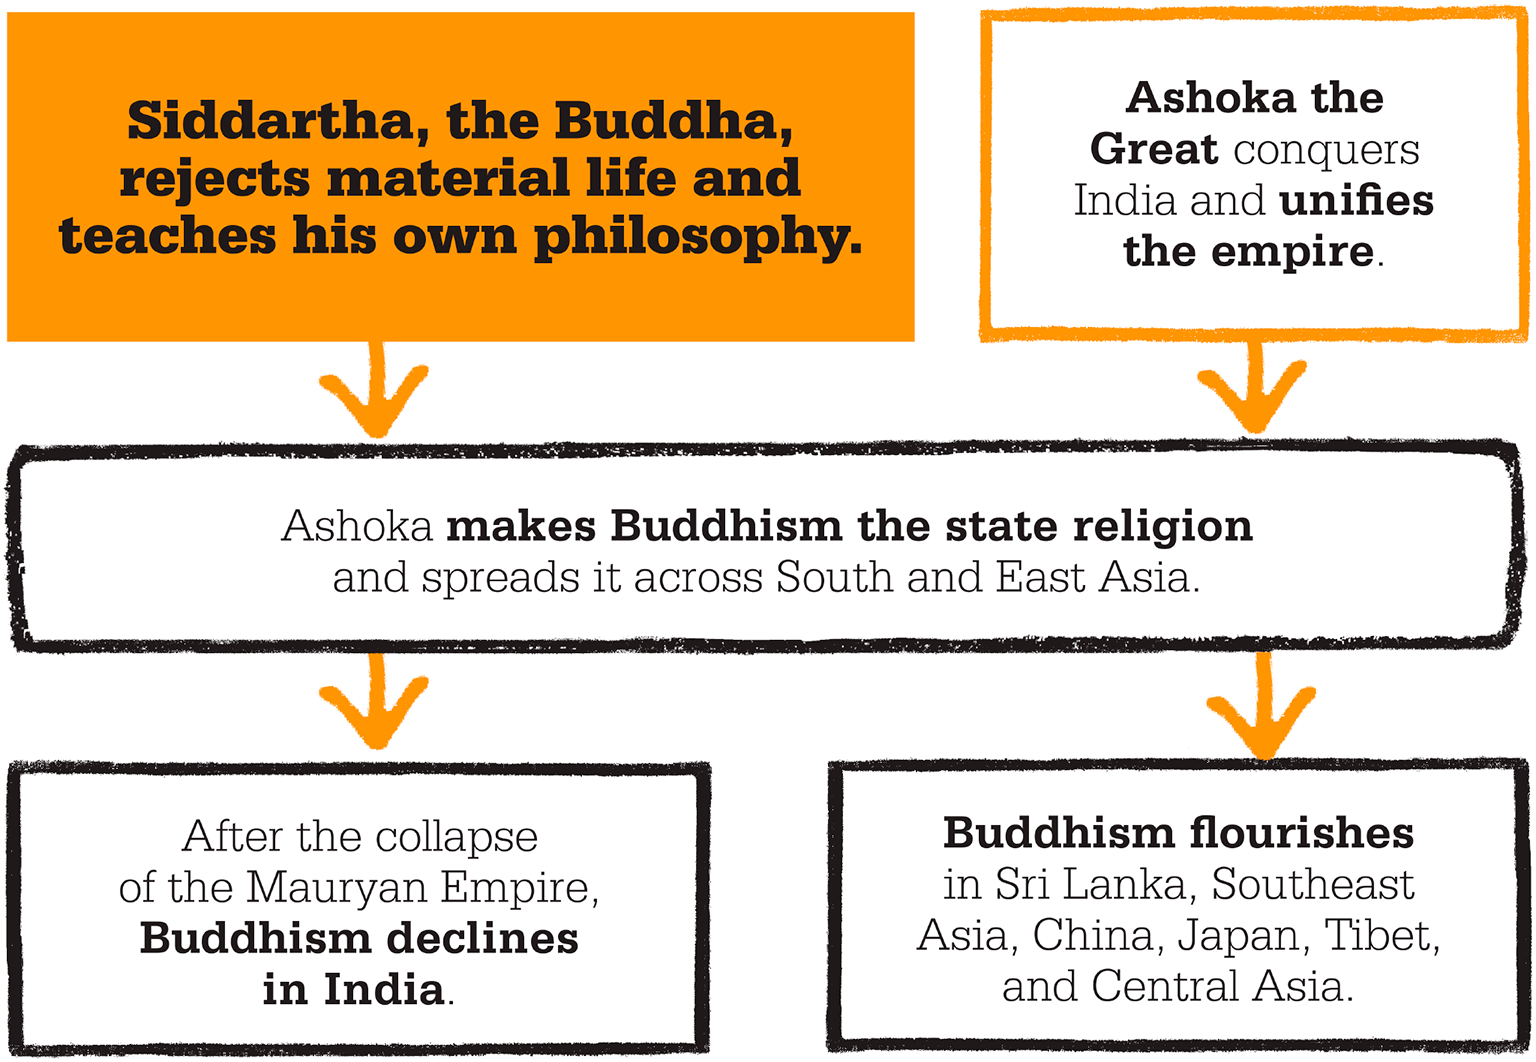 Siddartha, the Buddha,
rejects material life and
teaches his own philosophy.
Ashoka the
Great conquers
India and unifies
the empire.
Ashoka makes Buddhism the state religion
and spreads it across South and East Asia.
After the collapse
of the Mauryan Empire,
Buddhism declines
in India.
Buddhism flourishes
in Sri Lanka, Southeast
Asia, China, Japan, Tibet,
and Central Asia.